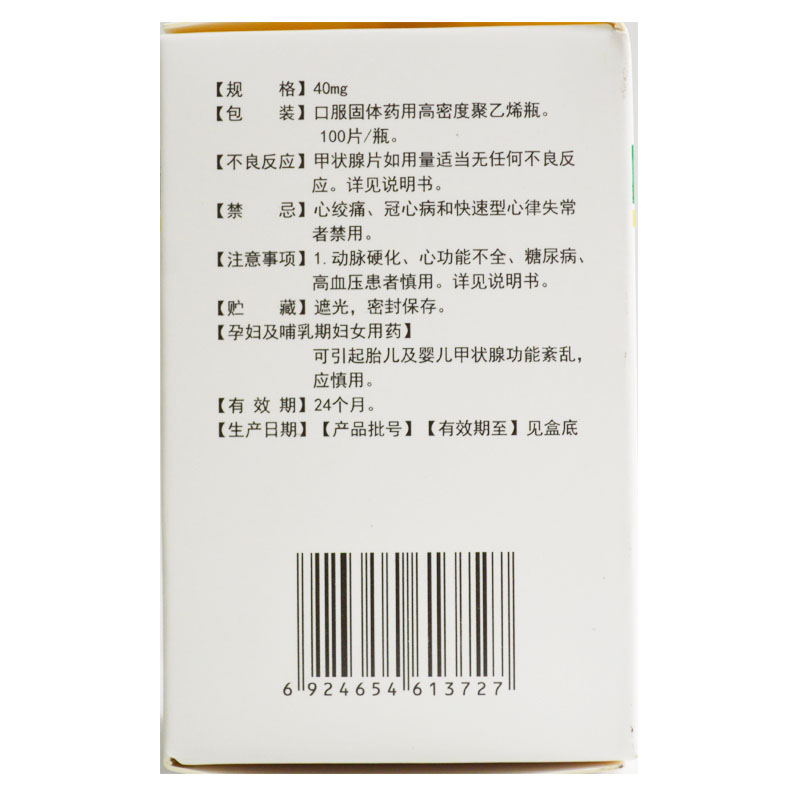 【规　　格】40mg
【包　　装】口服固体药用高密度聚乙烯瓶。
100片/瓶。
【不良反应】甲状腺片如用量适当无任何不良反
应。详见说明书。
【禁　　忌】心绞痛、冠心病和快速型心律失常
者禁用。
【注意事项】1.动脉硬化、心功能不全、糖尿病、
高血压患者慎用。详见说明书。
【贮　　藏】遮光，密封保存。
【孕妇及哺乳期妇女用药】
可引起胎儿及婴儿甲状腺功能紊乱，
应慎用。
【有 效 期】24个月。
【生产日期】【产品批号】【有效期至】见盒底
6 924654 613727